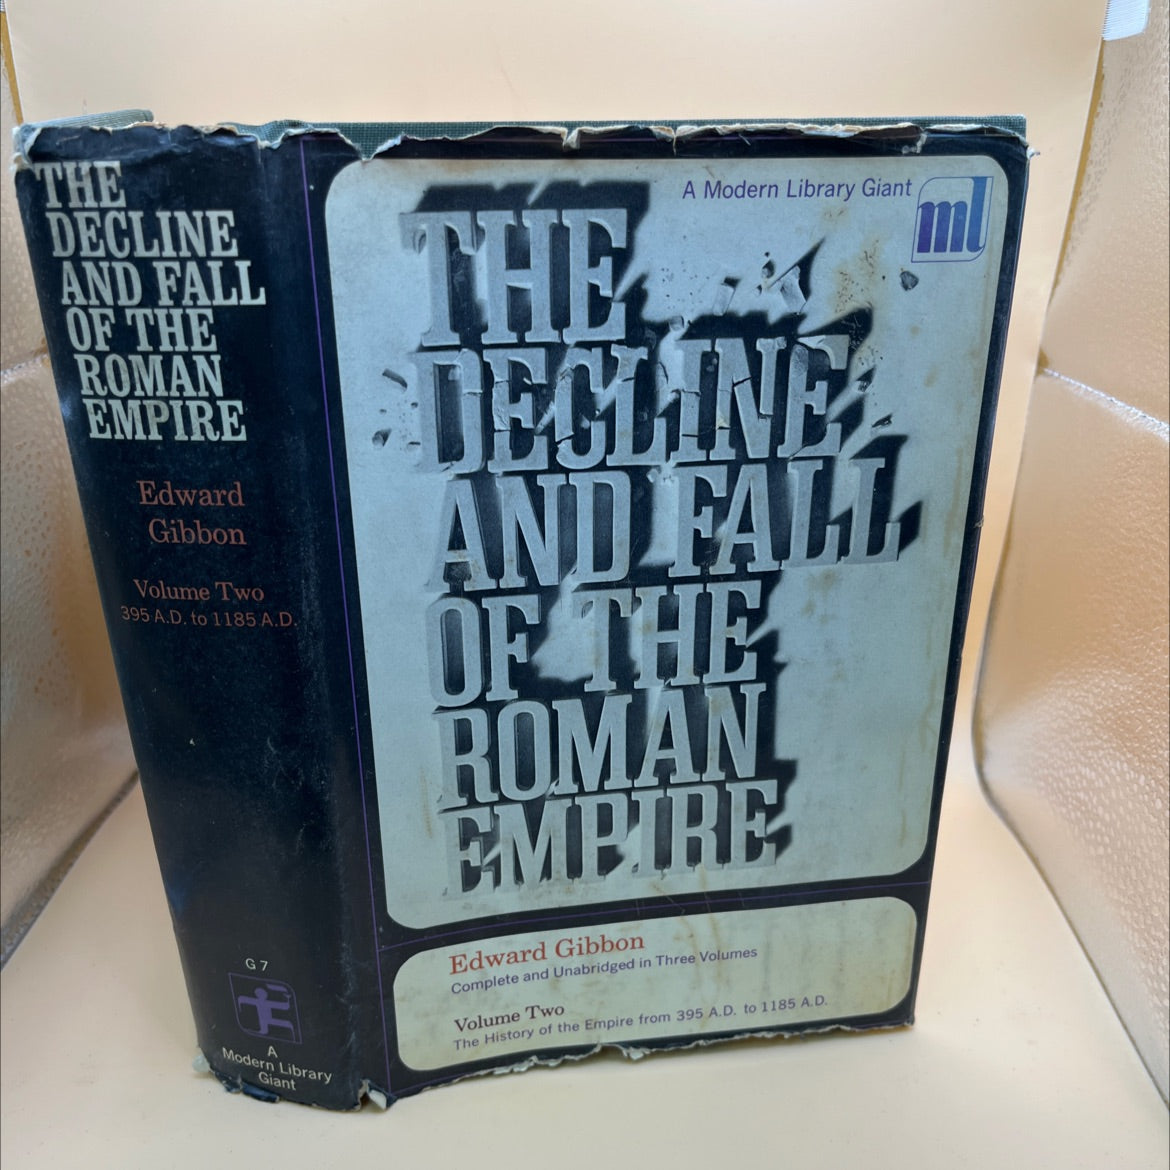 THE
DECLINE
AND FALL
OF THE
ROMAN
EMPIRE
Edward
Gibbon
Volume Two
395 A.D. to 1185 A.D.
G 7
A
Modern Library
Giant
A Modern Library Giant
ml
THE
DECLINE
AND FALL
OF THE
ROMAN
EMPIRE
Edward Gibbon
Complete and Unabridged in Three Volumes
Volume Two
The History of the Empire from 395 A.D. to 1185 A.D.